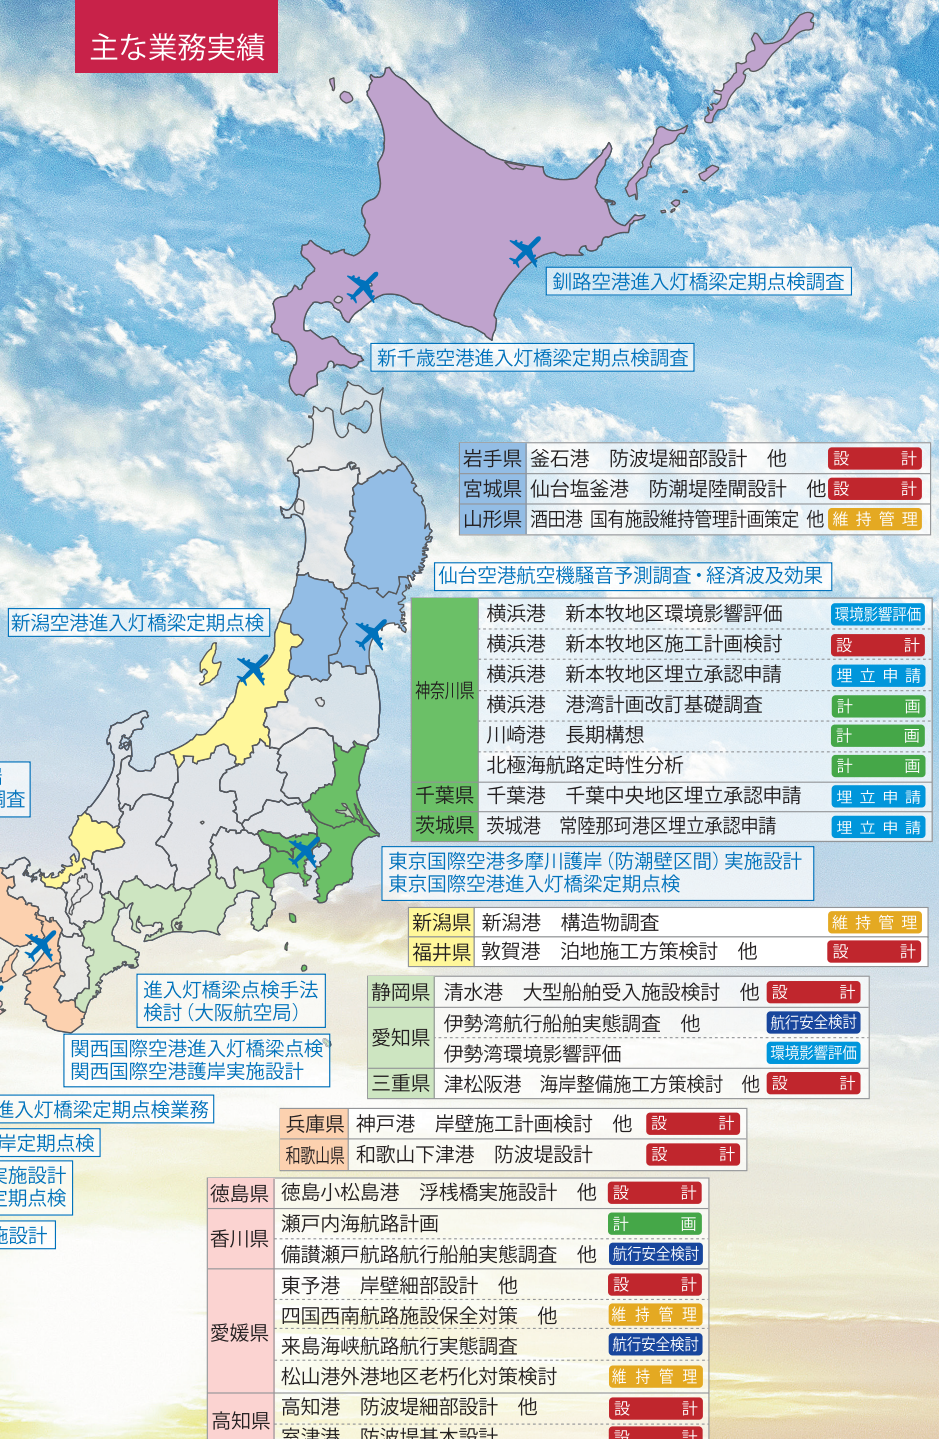 主な業務実績
釧路空港進入灯橋梁定期点検調査
新千歳空港進入灯橋梁定期点検調査
岩手県 釜石港 防波堤細部設計 他 設計
宮城県 仙台塩釜港 防潮堤陸閘設計 他 設計
山形県 酒田港 国有施設維持管理計画策定 他 維持管理
仙台空港航空機騒音予測調査・経済波及効果
新潟空港進入灯橋梁定期点検
神奈川県
横浜港 新本牧地区環境影響評価 環境影響評価
横浜港 新本牧地区施工計画検討 設計
横浜港 新本牧地区埋立承認申請 埋立申請
横浜港 港湾計画改訂基礎調査 計画
川崎港 長期構想 計画
北極海航路定時性分析 計画
千葉県 千葉港 千葉中央地区埋立承認申請 埋立申請
茨城県 茨城港 常陸那珂港区埋立承認申請 埋立申請
調査
東京国際空港多摩川護岸（防潮壁区間）実施設計
東京国際空港進入灯橋梁定期点検
新潟県 新潟港 構造物調査 維持管理
福井県 敦賀港 泊地施工方策検討 他 設計
進入灯橋梁点検手法
検討（大阪航空局）
静岡県 清水港 大型船舶受入施設検討 他 設計
愛知県
伊勢湾航行船舶実態調査 他 航行安全検討
伊勢湾環境影響評価 環境影響評価
三重県 津松阪港 海岸整備施工方策検討 他 設計
関西国際空港進入灯橋梁点検
関西国際空港護岸実施設計
進入灯橋梁定期点検業務
岸定期点検
実施設計
定期点検
施設計
兵庫県 神戸港 岸壁施工計画検討 他 設計
和歌山県 和歌山下津港 防波堤設計 設計
徳島県 徳島小松島港 浮桟橋実施設計 他 設計
香川県
瀬戸内海航路計画 計画
備讃瀬戸航路航行船舶実態調査 他 航行安全検討
愛媛県
東予港 岸壁細部設計 他 設計
四国西南航路施設保全対策 他 維持管理
来島海峡航路航行実態調査 航行安全検討
松山港外港地区老朽化対策検討 維持管理
高知県
高知港 防波堤細部設計 他 設計
室津港 防波堤基本設計 設計